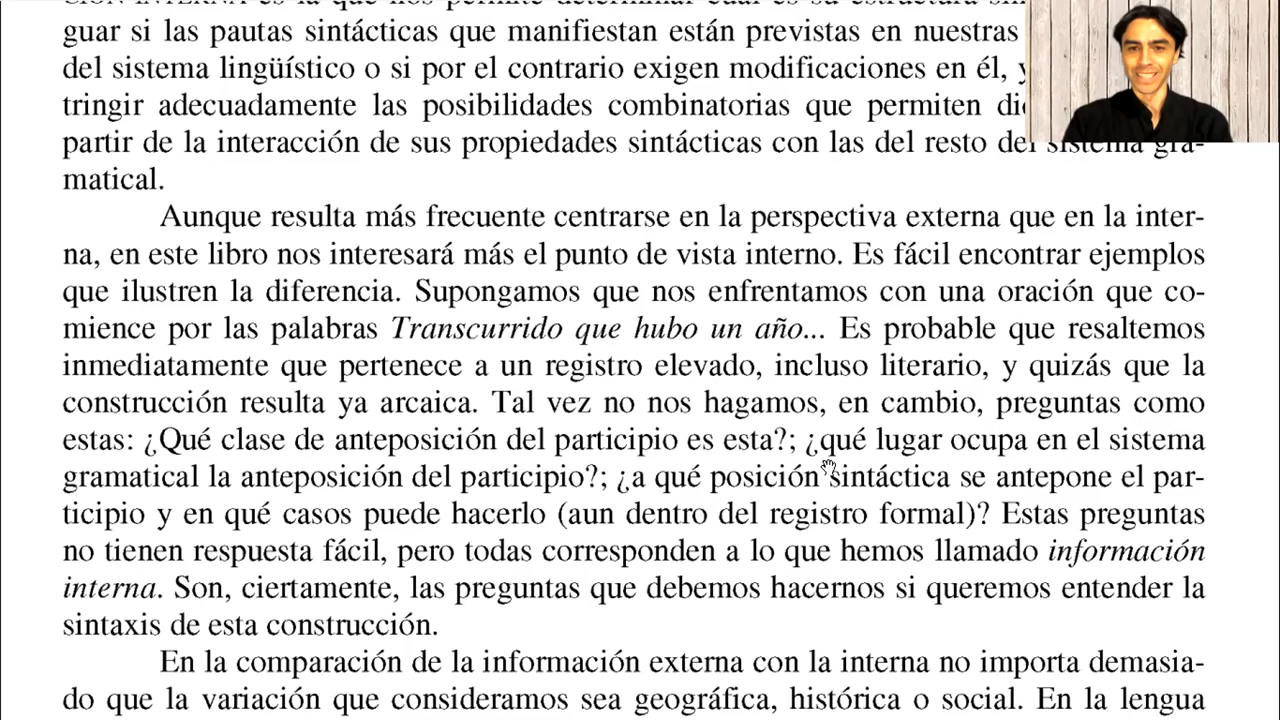 guar si las pautas sintácticas que manifiestan están previstas en nuestras
del sistema lingüístico o si por el contrario exigen modificaciones en él, y
tringir adecuadamente las posibilidades combinatorias que permiten
partir de la interacción de sus propiedades sintácticas con las del resto del sistema gra-
matical.
Aunque resulta más frecuente centrarse en la perspectiva externa que en la inter-
na, en este libro nos interesará más el punto de vista interno. Es fácil encontrar ejemplos
que ilustren la diferencia. Supongamos que nos enfrentamos con una oración que co-
mience por las palabras Transcurrido que hubo un año... Es probable que resaltemos
inmediatamente que pertenece a un registro elevado, incluso literario, y quizás que la
construcción resulta ya arcaica. Tal vez no nos hagamos, en cambio, preguntas como
estas: ¿Qué clase de anteposición del participio es esta?; ¿qué lugar ocupa en el sistema
gramatical la anteposición del participio?; ¿a qué posición sintáctica se antepone el par-
ticipio y en qué casos puede hacerlo (aun dentro del registro formal)? Estas preguntas
no tienen respuesta fácil, pero todas corresponden a lo que hemos llamado información
interna. Son, ciertamente, las preguntas que debemos hacernos si queremos entender la
sintaxis de esta construcción.
En la comparación de la información externa con la interna no importa demasia-
do que la variación que consideramos sea geográfica, histórica o social. En la lengua